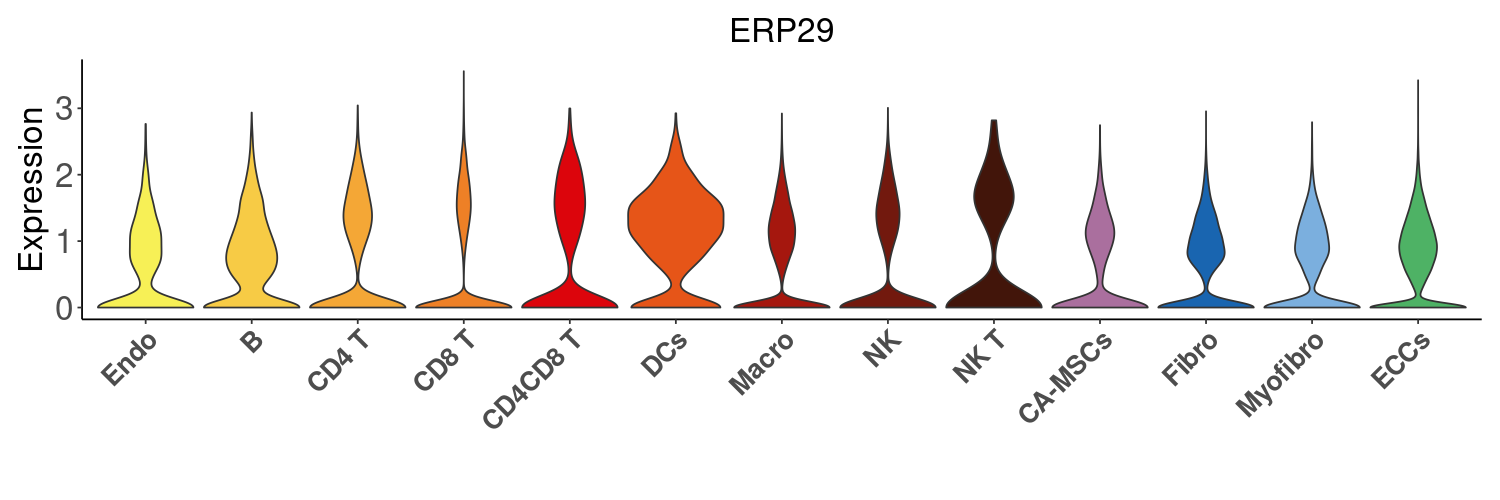 ERP29
Expression
3
2
1
0
Endo
B
CD4 T
CD8 T
CD4CD8 T
DCs
Macro
NK
NK T
CA-MSCs
Fibro
Myofibro
ECCs